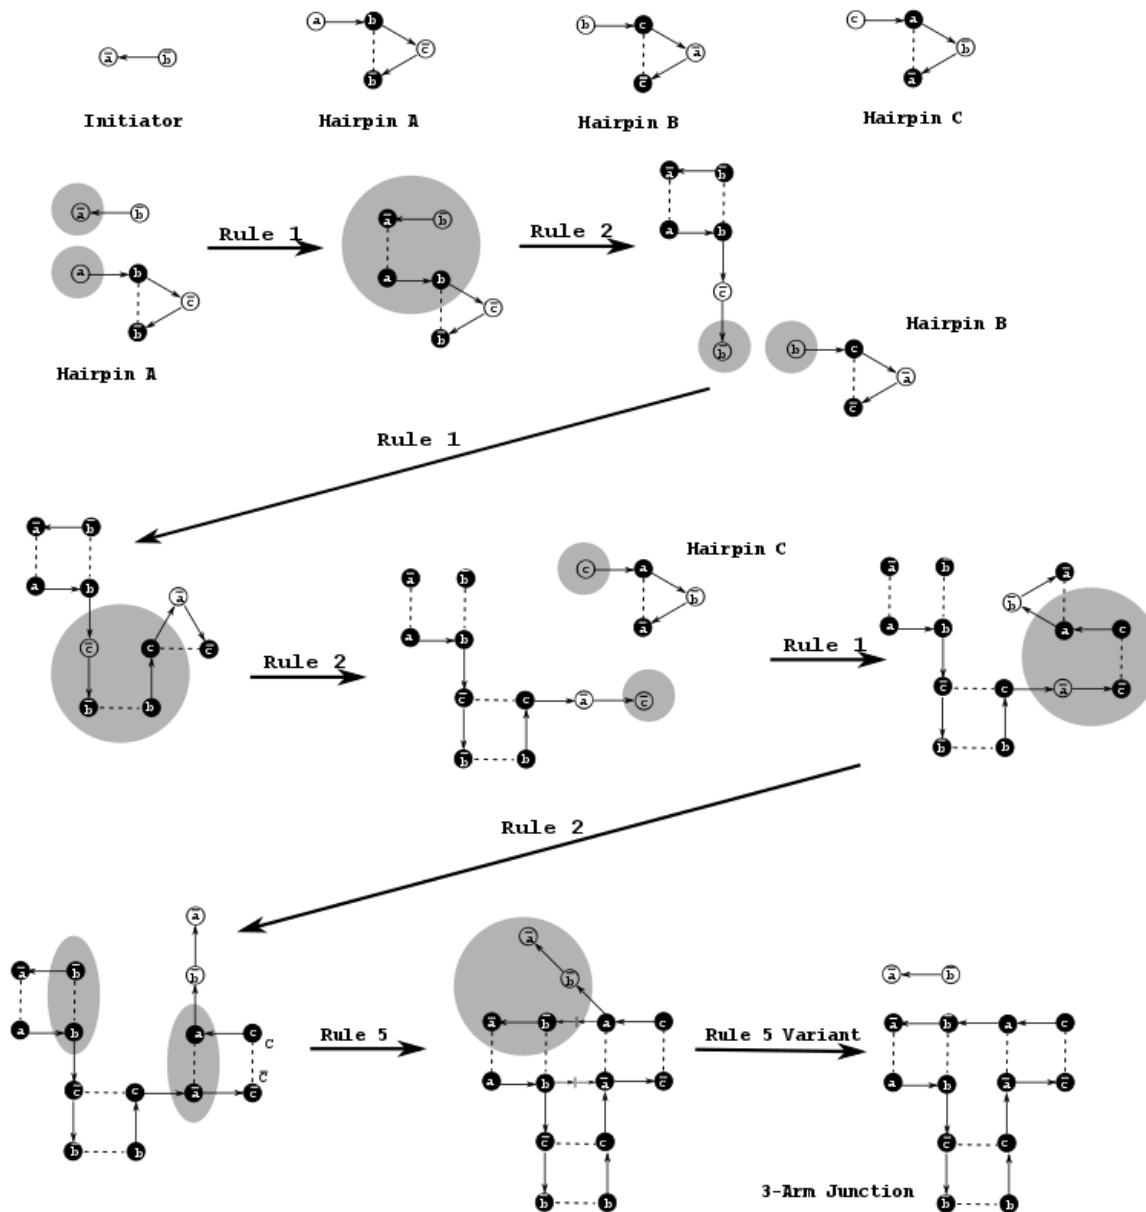 a b c̅ b̅
b c a̅ c̅
c a b̅ a̅
a̅ b̅
Initiator
Hairpin A
Hairpin B
Hairpin C
a̅ b̅
a b c̅ b̅
Hairpin A
Rule 1
a̅ b̅
a b c̅ b̅
Rule 2
a̅ b̅
a b
c̅
b̅
b c a̅ c̅
Hairpin B
Rule 1
a̅ b̅
a b
a̅
c̅ c c̅
b̅ b
Rule 2
a̅ b̅
a b
c̅ c a̅ c̅
b̅ b
Hairpin C
c a
b̅
a
Rule 1
a̅ b̅ a̅
b̅
a b a c
c̅ c a̅ c̅
b̅ b
Rule 2
a̅
a̅ b̅ b̅
a b a c c
c̅
c̅ c a̅ c̅
b̅ b
Rule 5
a̅
b̅
a̅ b̅ a c
a b a̅ c̅
c̅ c
b̅ b
Rule 5 Variant
a̅ b̅
a̅ b̅ a c
a b a̅ c̅
c̅ c
b̅ b
3-Arm Junction